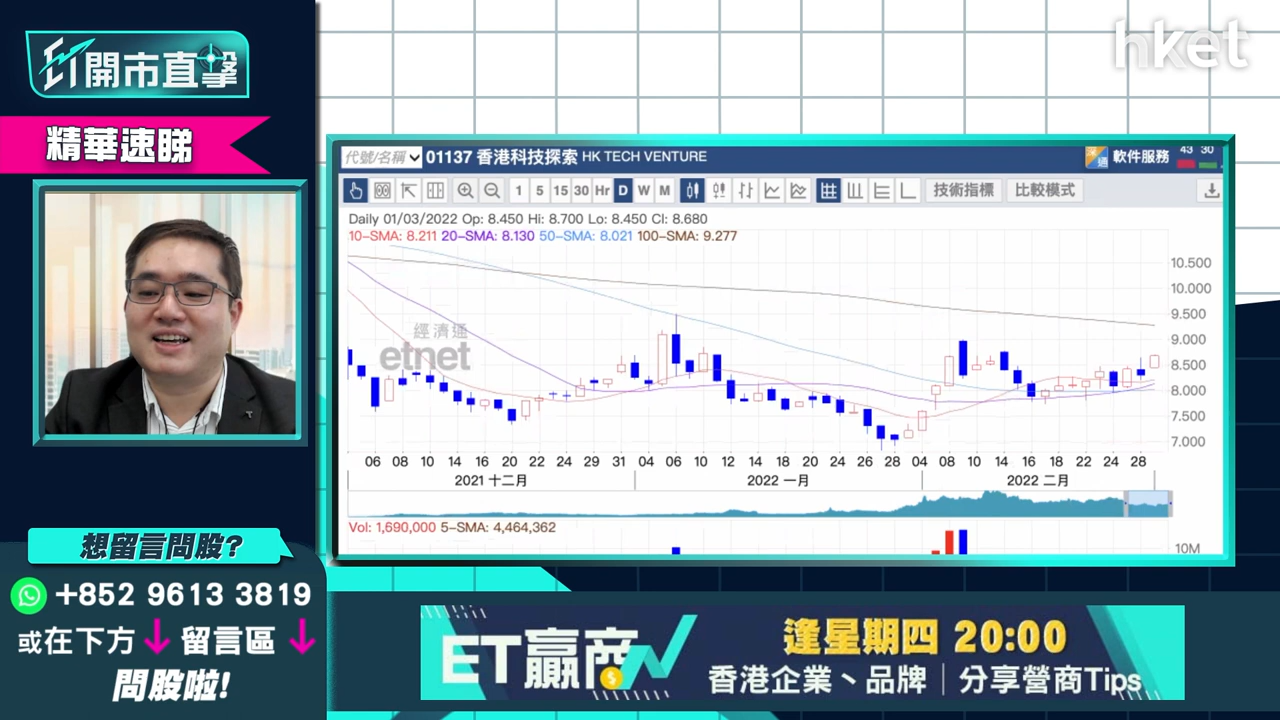 hket
ET開市直擊
精華速睇
代號/名稱 01137 香港科技探索 HK TECH VENTURE
軟件服務 43 30
1 5 15 30 Hr D W M 技術指標 比較模式
Daily 01/03/2022 Op: 8.450 Hi: 8.700 Lo: 8.450 Cl: 8.680
10-SMA: 8.211 20-SMA: 8.130 50-SMA: 8.021 100-SMA: 9.277
10.500
10.000
9.500
9.000
8.500
8.000
7.500
7.000
經濟通
etnet
06 08 10 14 16 20 22 24 29 31 04 06 10 12 14 18 20 24 26 28 04 08 10 14 16 18 22 24 28
2021 十二月 2022 一月 2022 二月
Vol: 1,690,000 5-SMA: 4,464,362
10M
想留言問股?
+852 9613 3819
或在下方↓留言區↓
問股啦!
ET贏商
逢星期四 20:00
香港企業、品牌｜分享營商Tips